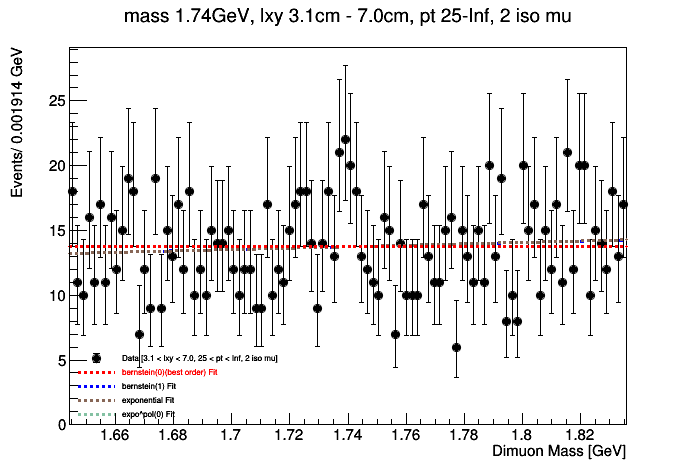 mass 1.74GeV, lxy 3.1cm - 7.0cm, pt 25-Inf, 2 iso mu
Events/ 0.001914 GeV
25
20
15
10
5
0
Data [3.1 < lxy < 7.0, 25 < pt < Inf, 2 iso mu]
bernstein(0)(best order) Fit
bernstein(1) Fit
exponential Fit
expo*pol(0) Fit
1.66 1.68 1.7 1.72 1.74 1.76 1.78 1.8 1.82
Dimuon Mass [GeV]